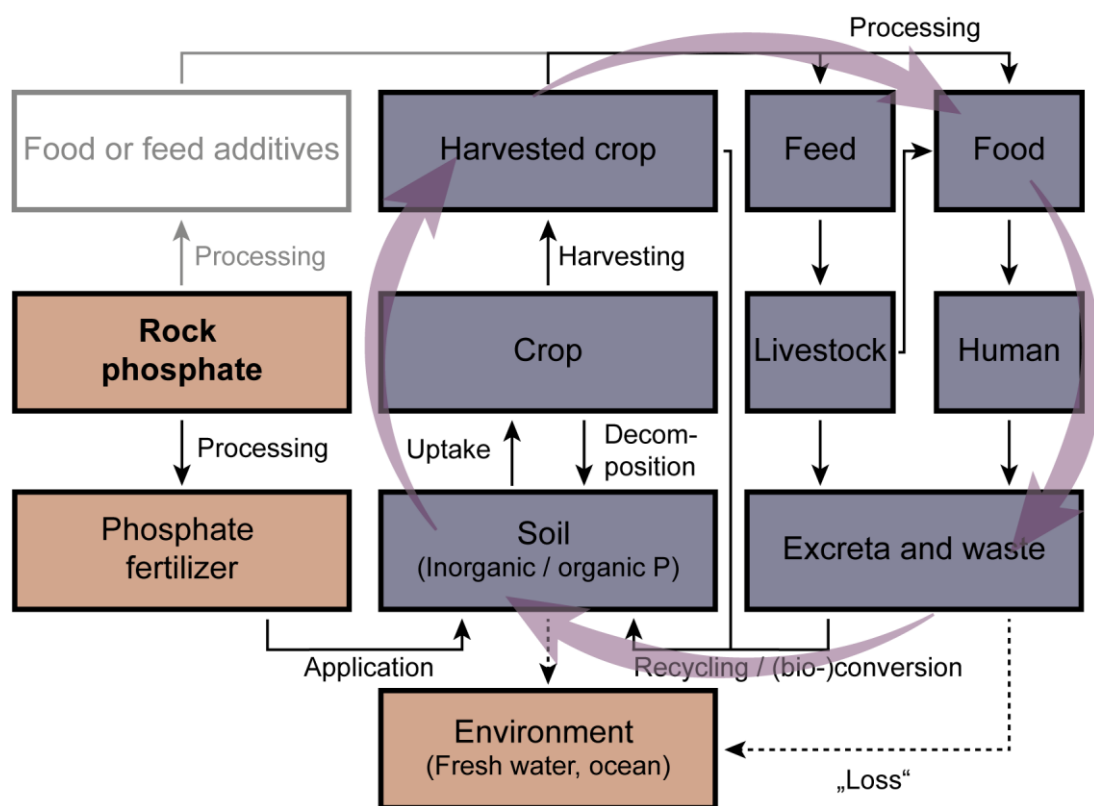 Processing
Food or feed additives
Harvested crop
Feed
Food
Processing
Harvesting
Rock
phosphate
Crop
Livestock
Human
Processing
Uptake
Decom-
position
Phosphate
fertilizer
Soil
(Inorganic / organic P)
Excreta and waste
Application
Recycling / (bio-)conversion
Environment
(Fresh water, ocean)
„Loss“